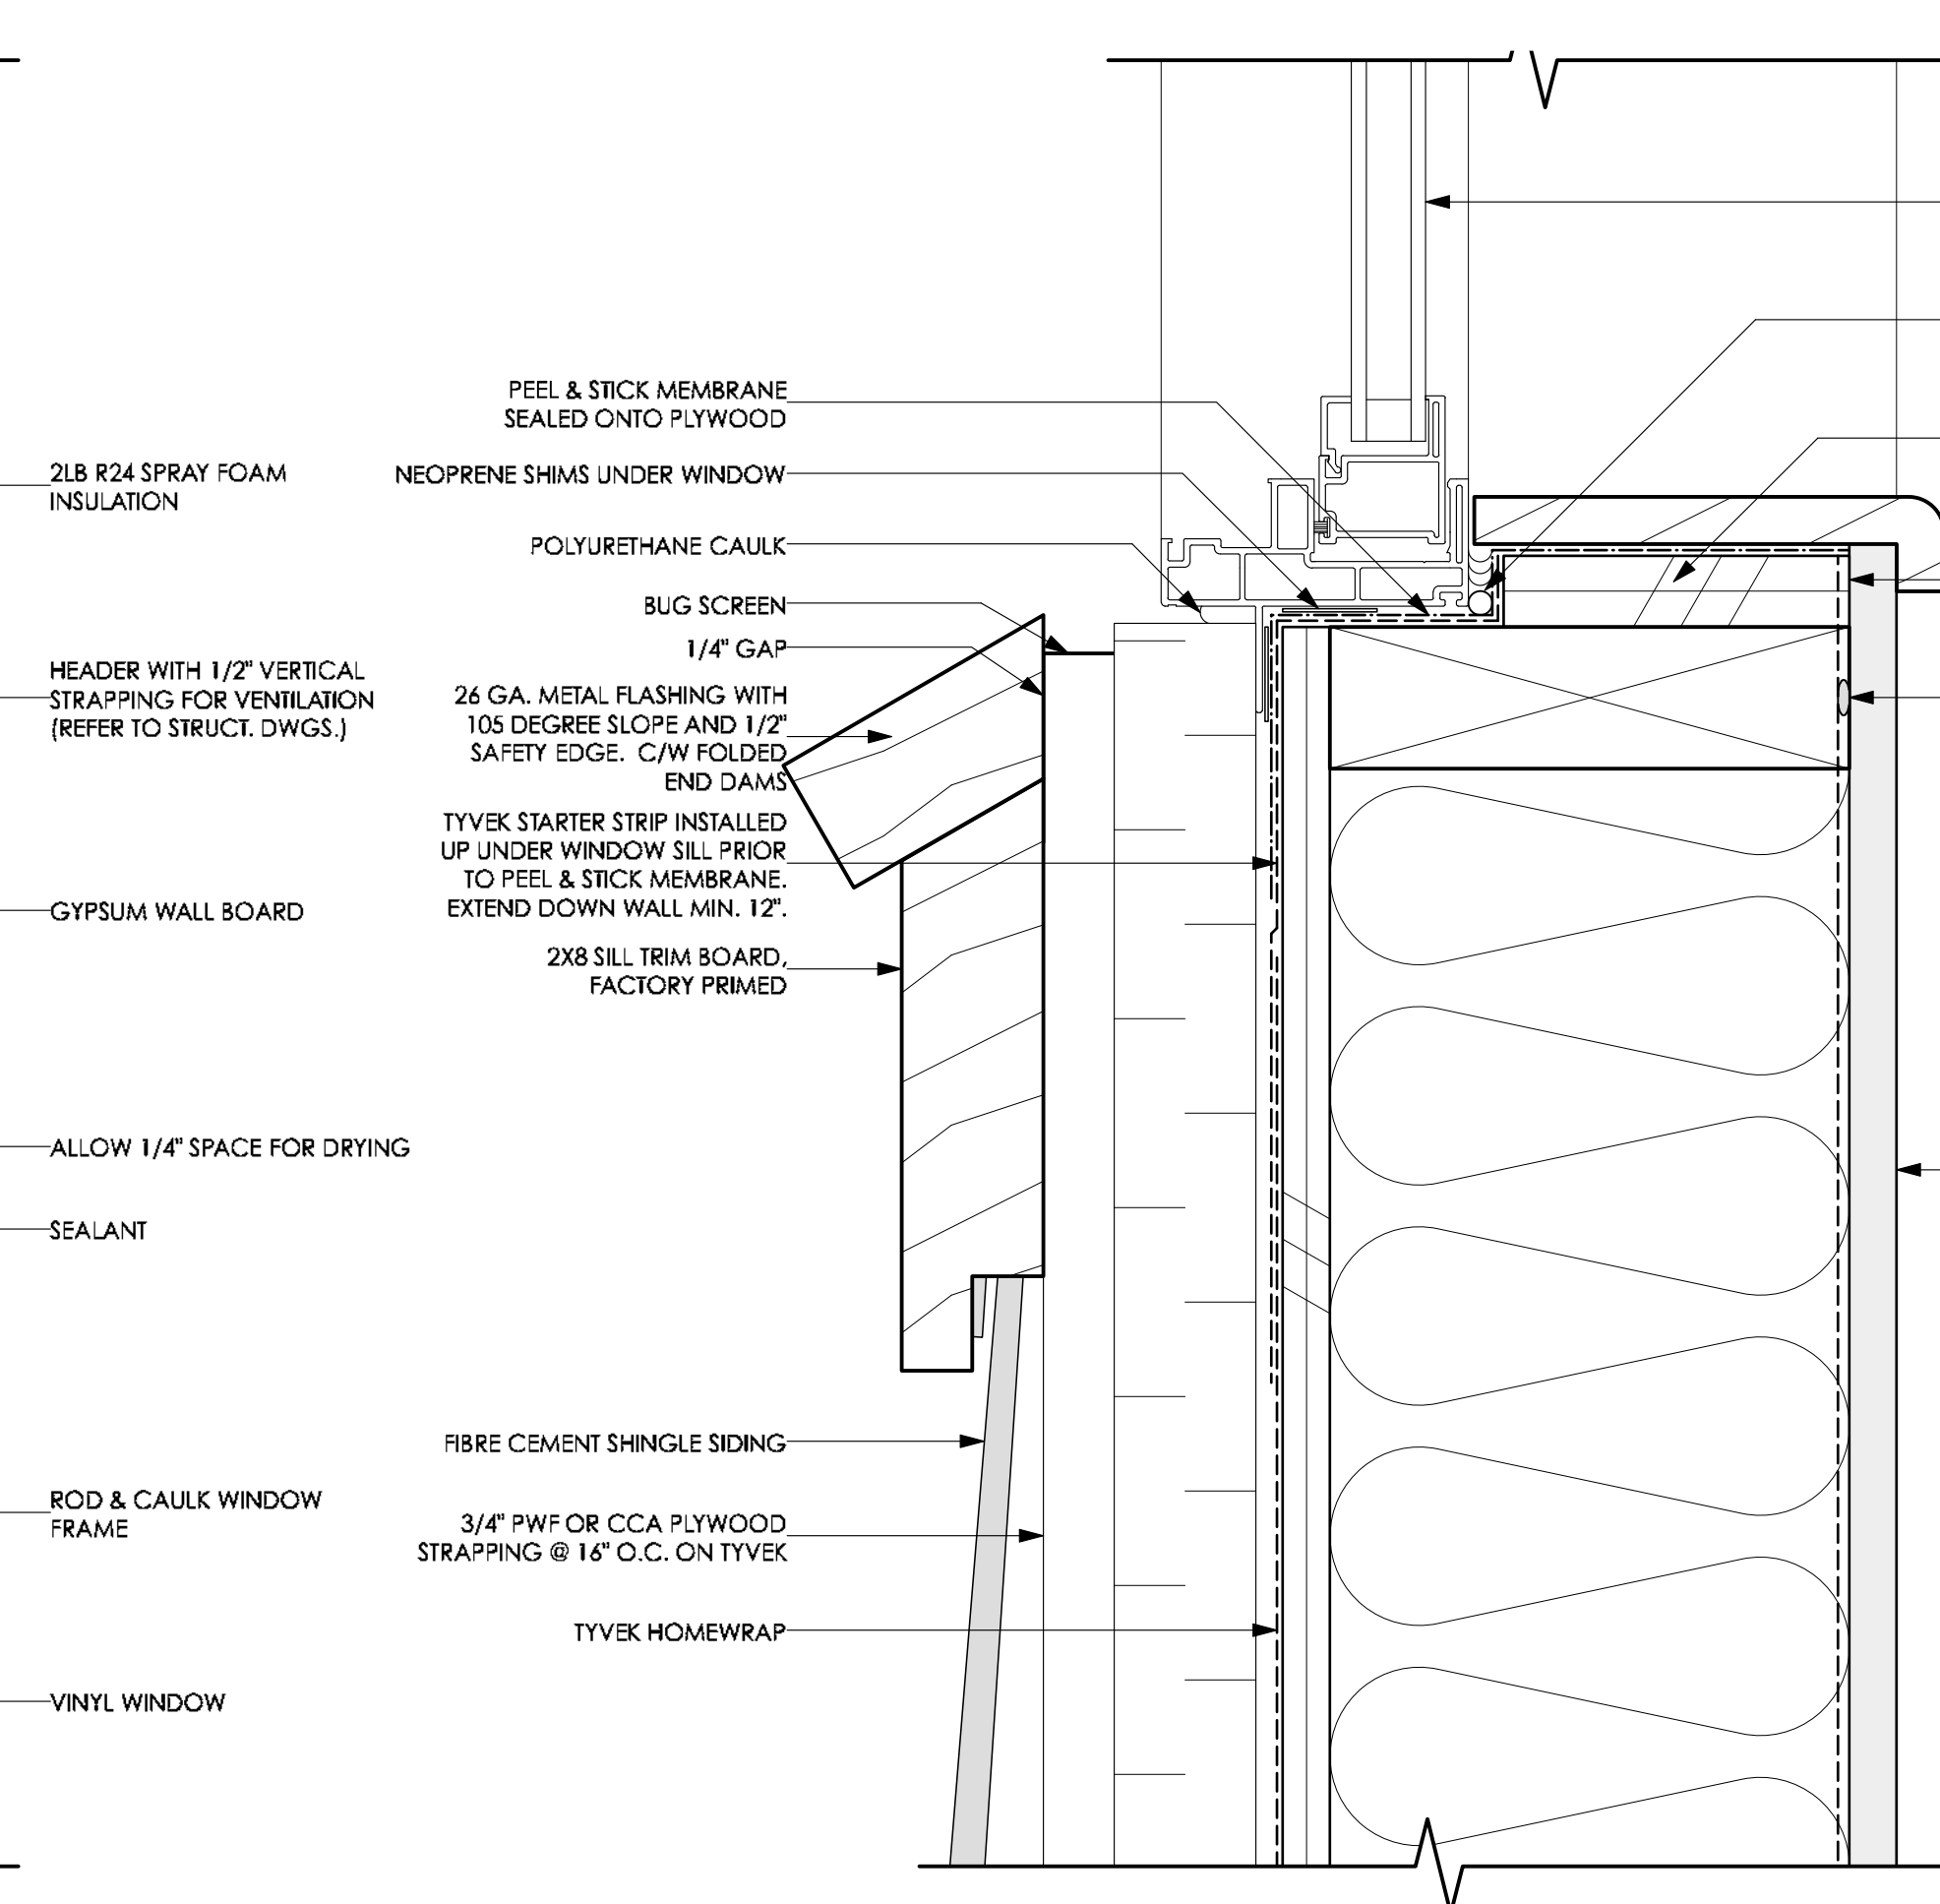 2LB R24 SPRAY FOAM
INSULATION
HEADER WITH 1/2" VERTICAL
STRAPPING FOR VENTILATION
(REFER TO STRUCT. DWGS.)
GYPSUM WALL BOARD
ALLOW 1/4" SPACE FOR DRYING
SEALANT
ROD & CAULK WINDOW
FRAME
VINYL WINDOW
PEEL & STICK MEMBRANE
SEALED ONTO PLYWOOD
NEOPRENE SHIMS UNDER WINDOW
POLYURETHANE CAULK
BUG SCREEN
1/4" GAP
26 GA. METAL FLASHING WITH
105 DEGREE SLOPE AND 1/2"
SAFETY EDGE. C/W FOLDED
END DAMS
TYVEK STARTER STRIP INSTALLED
UP UNDER WINDOW SILL PRIOR
TO PEEL & STICK MEMBRANE.
EXTEND DOWN WALL MIN. 12".
2X8 SILL TRIM BOARD,
FACTORY PRIMED
FIBRE CEMENT SHINGLE SIDING
3/4" PWF OR CCA PLYWOOD
STRAPPING @ 16" O.C. ON TYVEK
TYVEK HOMEWRAP